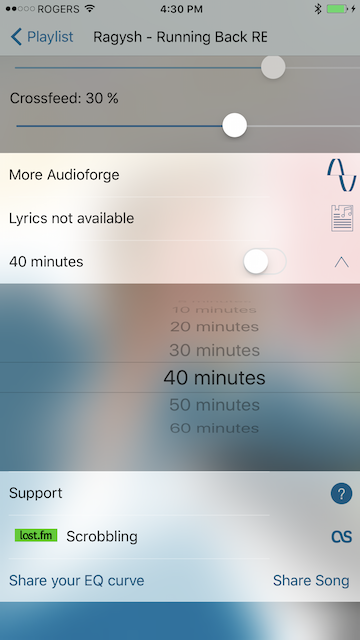 ROGERS 4:30 PM
Playlist Ragysh - Running Back RE
Crossfeed: 30 %
More Audioforge
Lyrics not available
40 minutes
10 minutes
20 minutes
30 minutes
40 minutes
50 minutes
60 minutes
Support ?
lost.fm Scrobbling as
Share your EQ curve Share Song